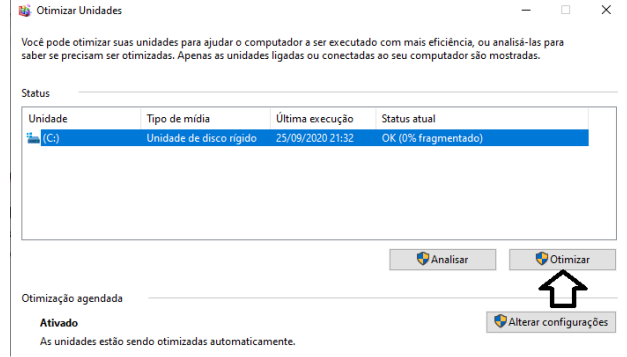 Otimizar Unidades
Você pode otimizar suas unidades para ajudar o computador a ser executado com mais eficiência, ou analisá-las para
saber se precisam ser otimizadas. Apenas as unidades ligadas ou conectadas ao seu computador são mostradas.
Status
Unidade Tipo de mídia Última execução Status atual
(C:) Unidade de disco rígido 25/09/2020 21:32 OK (0% fragmentado)
Analisar Otimizar
Otimização agendada
Ativado Alterar configurações
As unidades estão sendo otimizadas automaticamente.